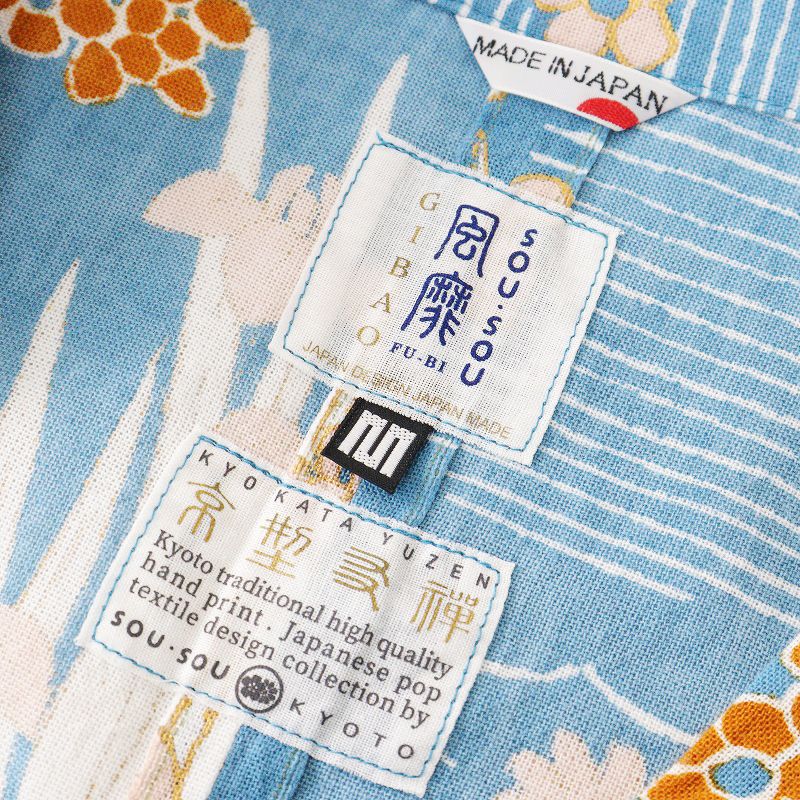 MADE IN JAPAN
GIBAO
風靡
SOU・SOU
FU-BI
JAPAN DESIGN JAPAN MADE
M
KYO KATA YUZEN
京型友禅
Kyoto traditional high quality
hand print. Japanese pop
textile design collection by
SOU・SOU KYOTO